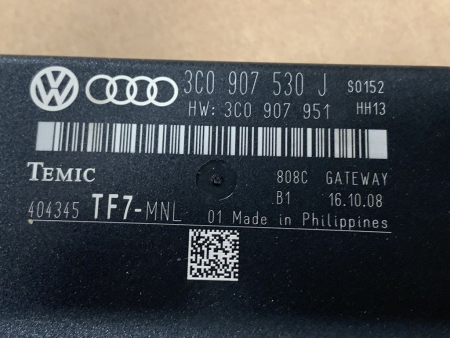 3C0 907 530 J S0152
HW: 3C0 907 951 HH13
TEMIC 808C GATEWAY
B1 16.10.08
404345 TF7-MNL 01 Made in Philippines